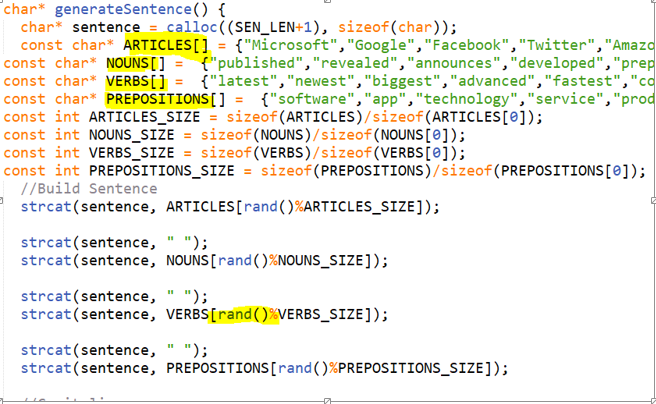 char* generateSentence() {
char* sentence = calloc((SEN_LEN+1), sizeof(char));
const char* ARTICLES[] = {"Microsoft","Google","Facebook","Twitter","Amazo
const char* NOUNS[] = {"published","revealed","announces","developed","prep
const char* VERBS[] = {"latest","newest","biggest","advanced","fastest","co
const char* PREPOSITIONS[] = {"software","app","technology","service","prod
const int ARTICLES_SIZE = sizeof(ARTICLES)/sizeof(ARTICLES[0]);
const int NOUNS_SIZE = sizeof(NOUNS)/sizeof(NOUNS[0]);
const int VERBS_SIZE = sizeof(VERBS)/sizeof(VERBS[0]);
const int PREPOSITIONS_SIZE = sizeof(PREPOSITIONS)/sizeof(PREPOSITIONS[0]);
//Build Sentence
strcat(sentence, ARTICLES[rand()%ARTICLES_SIZE]);
strcat(sentence, " ");
strcat(sentence, NOUNS[rand()%NOUNS_SIZE]);
strcat(sentence, " ");
strcat(sentence, VERBS[rand()%VERBS_SIZE]);
strcat(sentence, " ");
strcat(sentence, PREPOSITIONS[rand()%PREPOSITIONS_SIZE]);